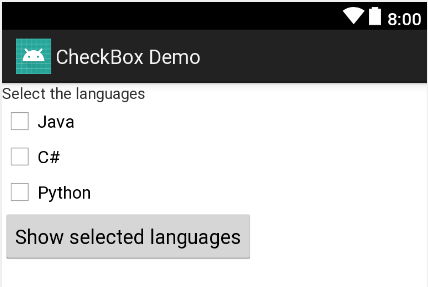 8:00
CheckBox Demo
Select the languages
Java
C#
Python
Show selected languages